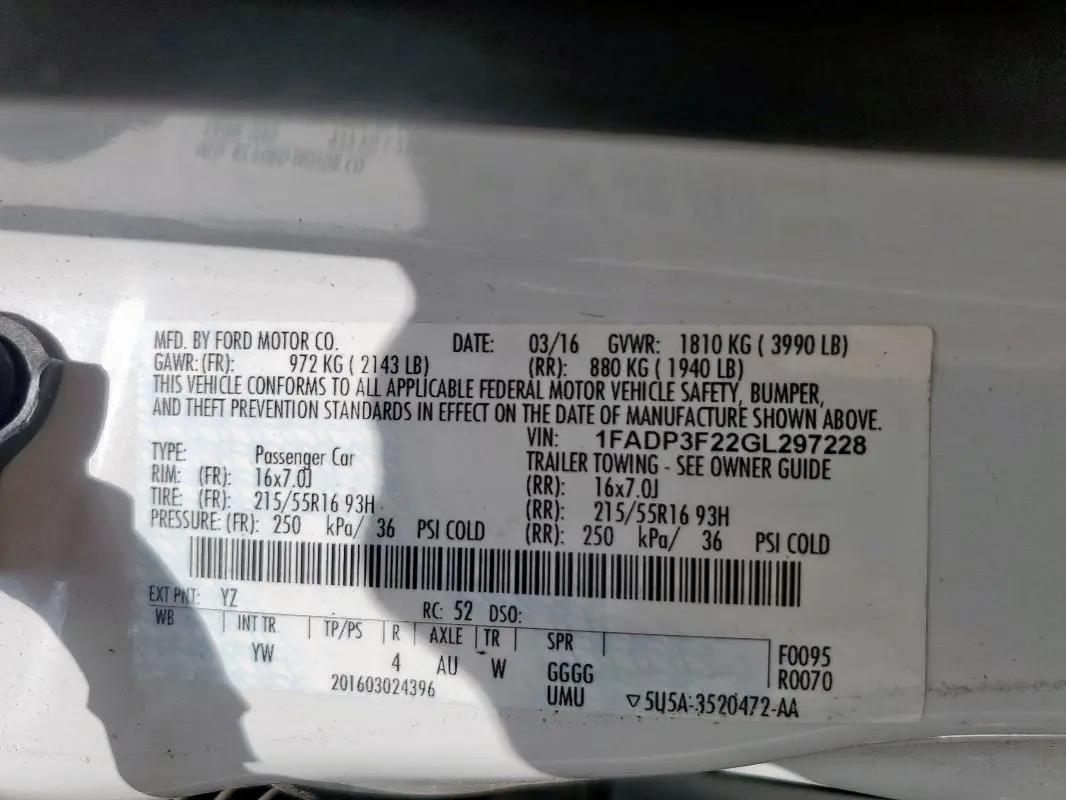 MFD. BY FORD MOTOR CO. DATE: 03/16 GVWR: 1810 KG ( 3990 LB)
GAWR: (FR): 972 KG ( 2143 LB) (RR): 880 KG ( 1940 LB)
THIS VEHICLE CONFORMS TO ALL APPLICABLE FEDERAL MOTOR VEHICLE SAFETY, BUMPER,
AND THEFT PREVENTION STANDARDS IN EFFECT ON THE DATE OF MANUFACTURE SHOWN ABOVE.
VIN: 1FADP3F22GL297228
TYPE: Passenger Car TRAILER TOWING - SEE OWNER GUIDE
RIM: (FR): 16x7.0J (RR): 16x7.0J
TIRE: (FR): 215/55R16 93H (RR): 215/55R16 93H
PRESSURE: (FR): 250 kPa/ 36 PSI COLD (RR): 250 kPa/ 36 PSI COLD
EXT PNT: YZ RC: 52 DSO:
WB INT TR TP/PS R AXLE TR SPR F0095
YW 4 AU W GGGG R0070
201603024396 UMU ▽5U5A-3520472-AA